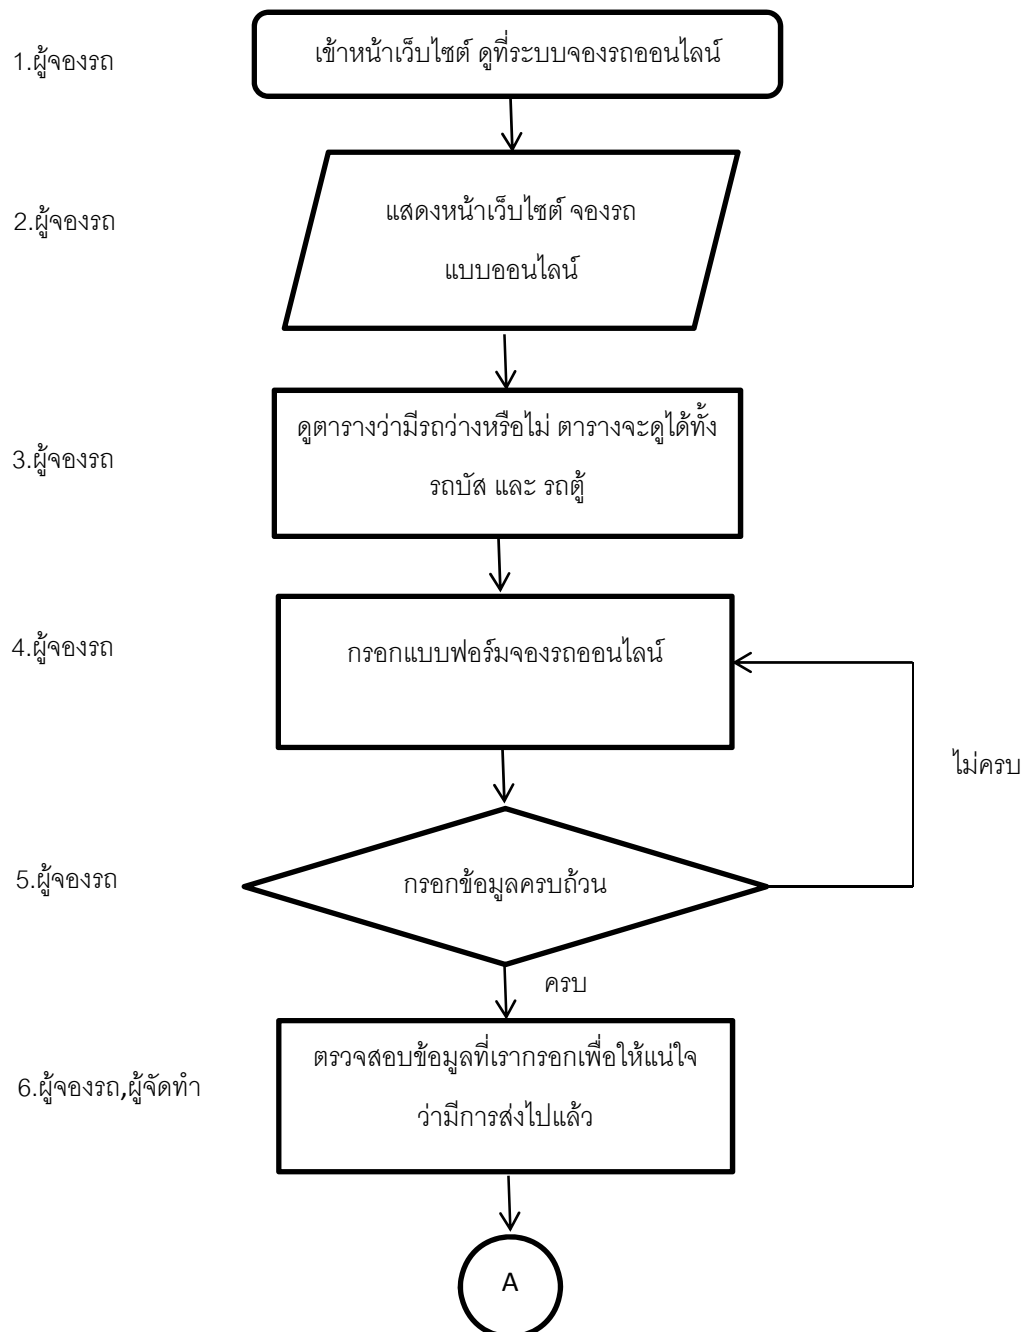 1.ผู้จองรถ
เข้าหน้าเว็บไซต์ ดูที่ระบบจองรถออนไลน์
2.ผู้จองรถ
แสดงหน้าเว็บไซต์ จองรถ
แบบออนไลน์
3.ผู้จองรถ
ดูตารางว่ามีรถว่างหรือไม่ ตารางจะดูได้ทั้ง
รถบัส และ รถตู้
4.ผู้จองรถ
กรอกแบบฟอร์มจองรถออนไลน์
ไม่ครบ
5.ผู้จองรถ
กรอกข้อมูลครบถ้วน
ครบ
6.ผู้จองรถ,ผู้จัดทำ
ตรวจสอบข้อมูลที่เรากรอกเพื่อให้แน่ใจ
ว่ามีการส่งไปแล้ว
A